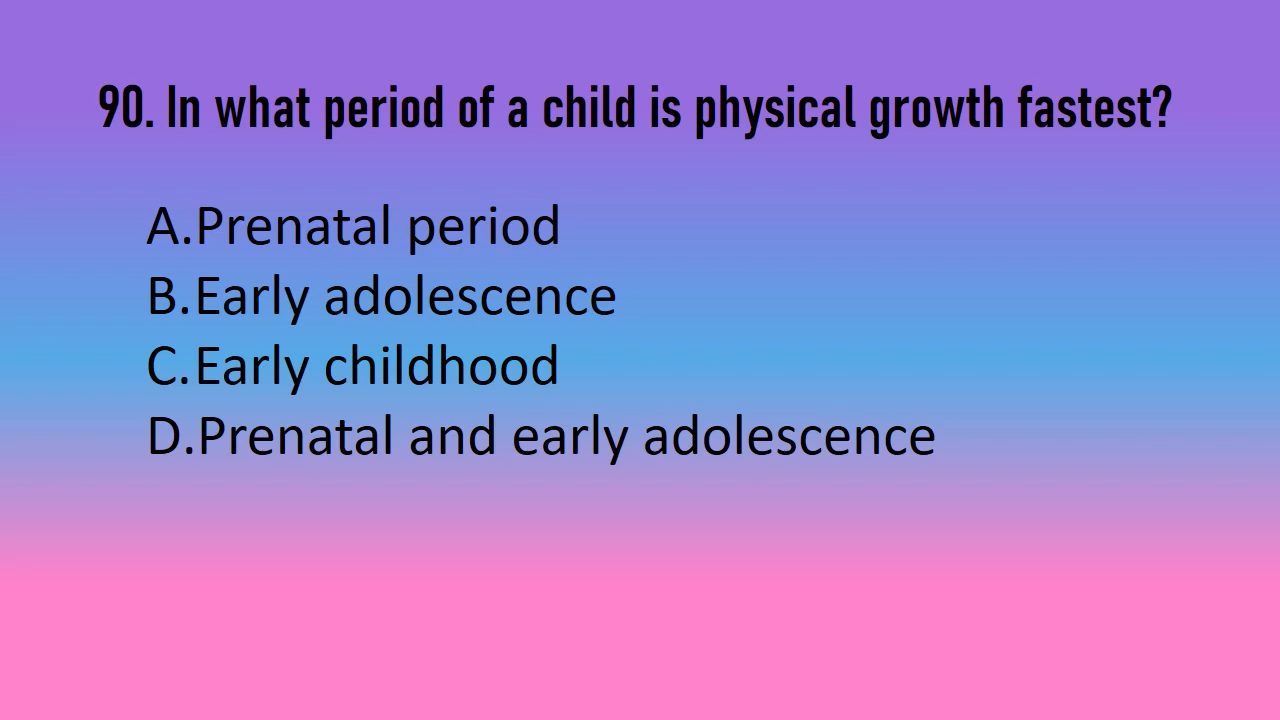 90. In what period of a child is physical growth fastest?
A.Prenatal period
B.Early adolescence
C.Early childhood
D.Prenatal and early adolescence